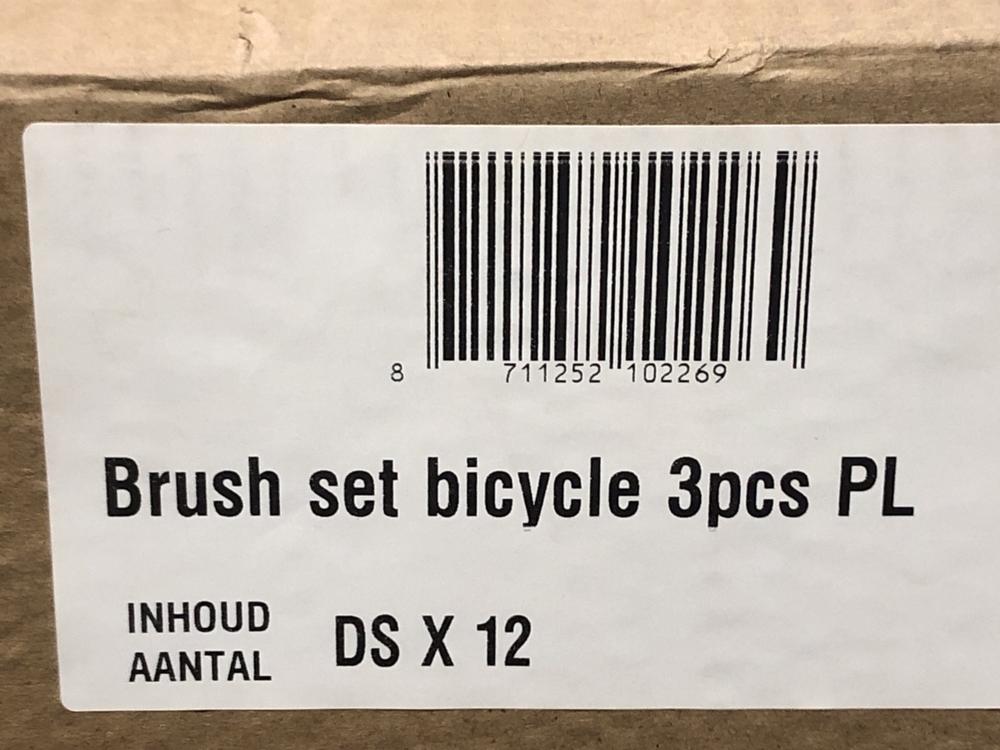 8 711252 102269
Brush set bicycle 3pcs PL
INHOUD
AANTAL
DS X 12